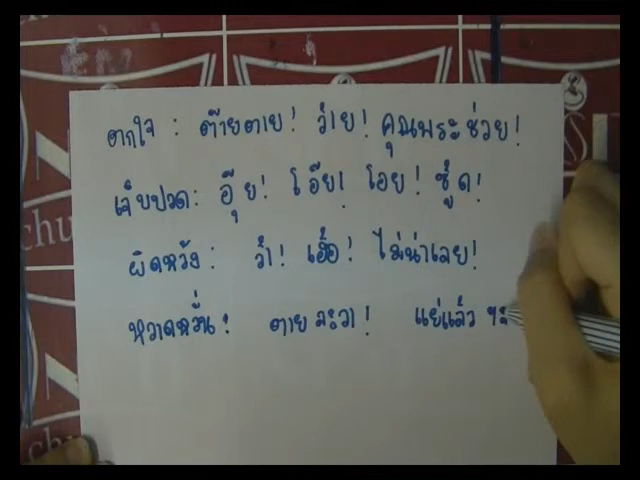 ตกใจ : ต๊ายตาย! ว้าย! คุณพระช่วย!
เจ็บปวด : อุ๊ย! โอ๊ย! โอย! ซู้ด!
ผิดหวัง : ว้า! เฮ้อ! ไม่น่าเลย!
หวาดหวั่น : ตายละวา! แย่แล้ว